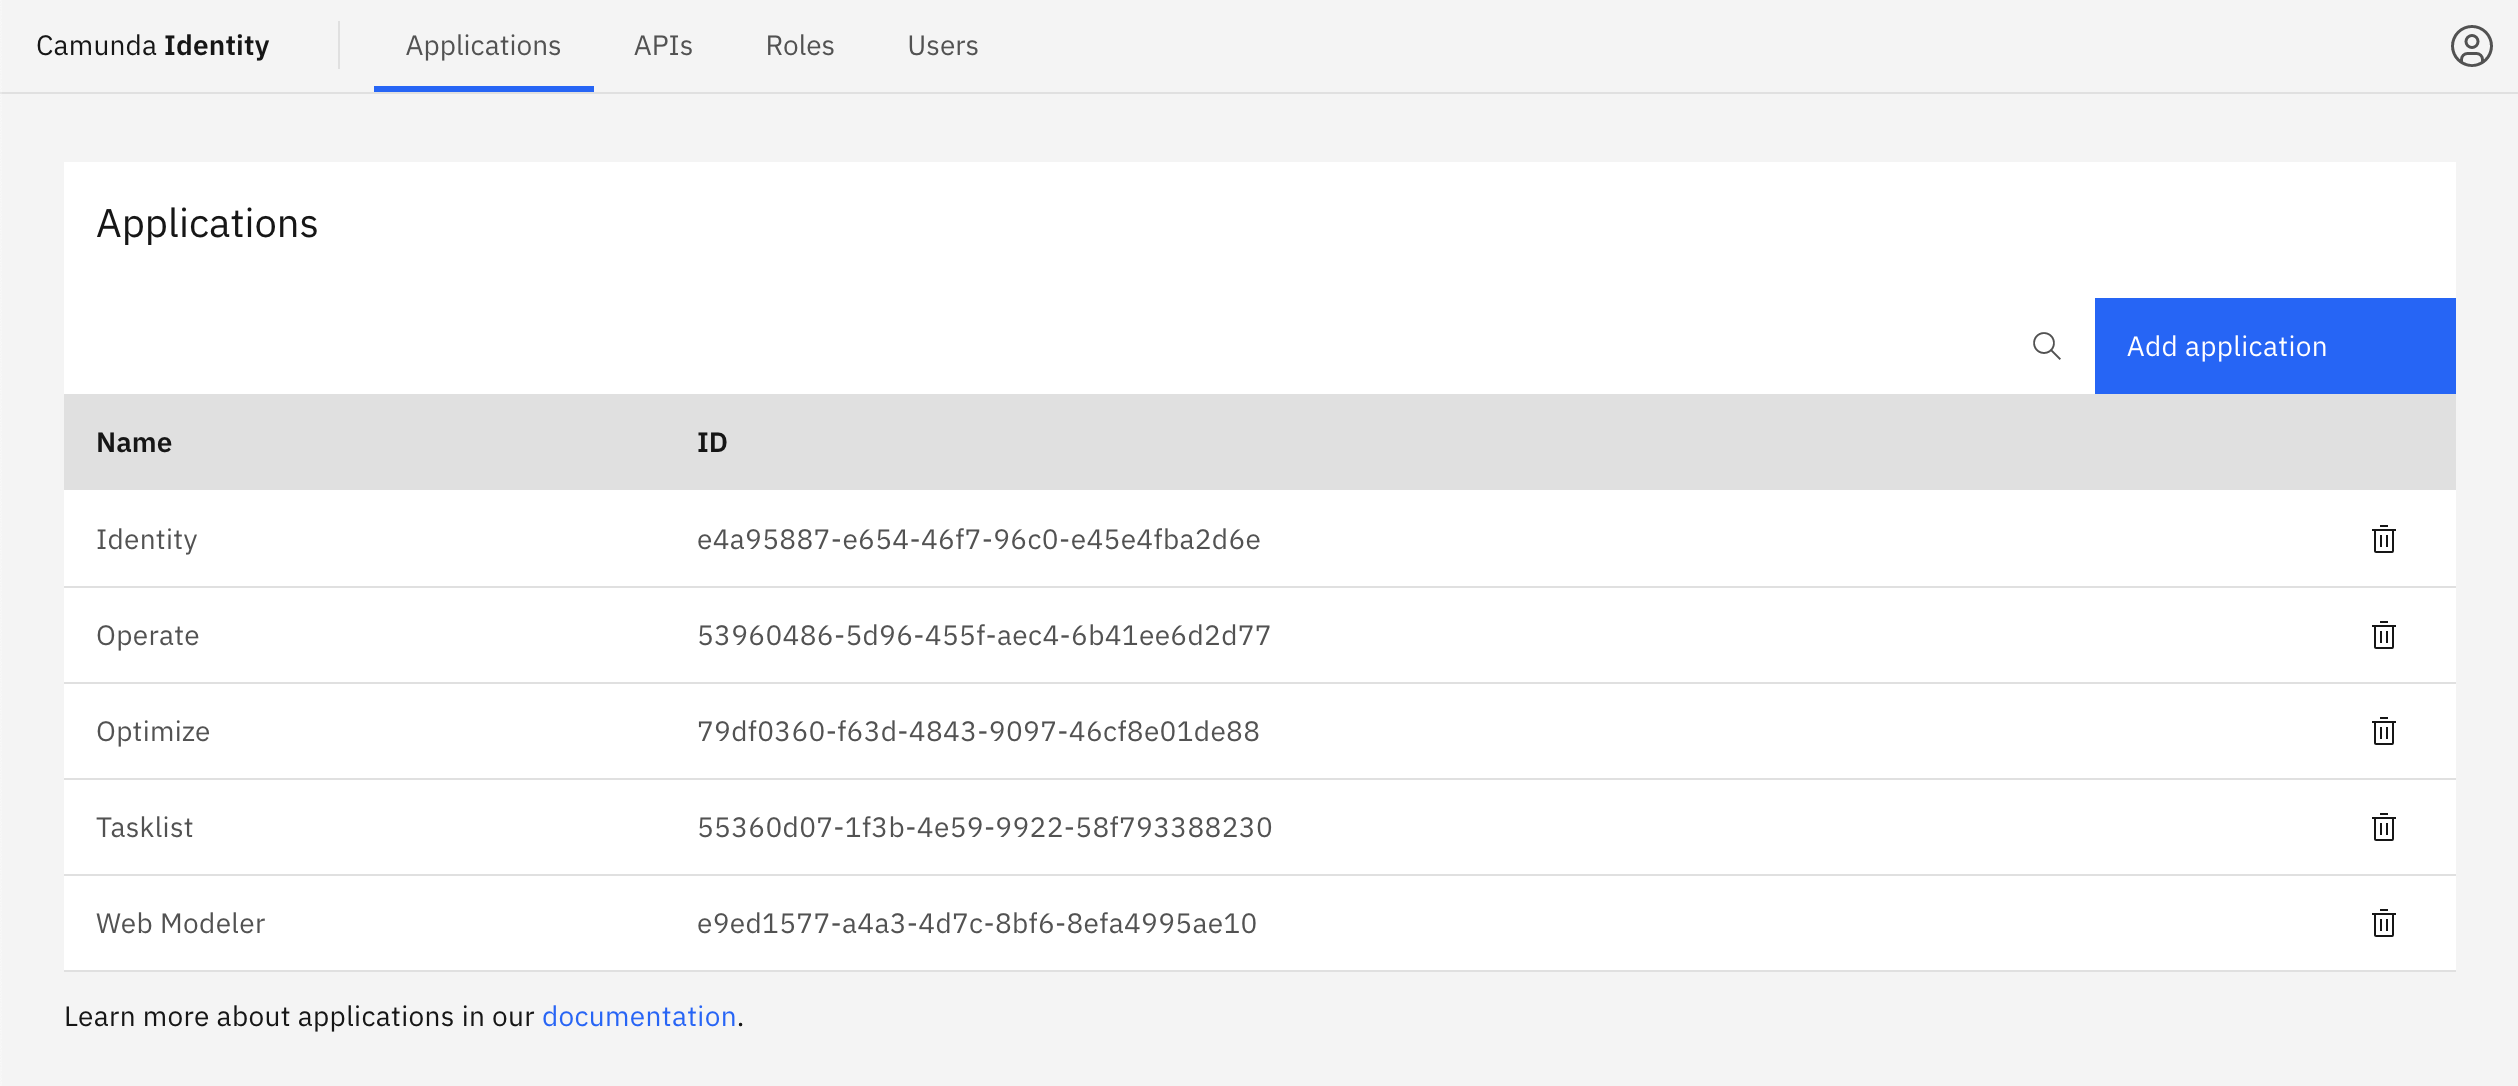 Camunda Identity Applications APIs Roles Users
Applications
Add application
Name ID
Identity e4a95887-e654-46f7-96c0-e45e4fba2d6e
Operate 53960486-5d96-455f-aec4-6b41ee6d2d77
Optimize 79df0360-f63d-4843-9097-46cf8e01de88
Tasklist 55360d07-1f3b-4e59-9922-58f793388230
Web Modeler e9ed1577-a4a3-4d7c-8bf6-8efa4995ae10
Learn more about applications in our documentation.